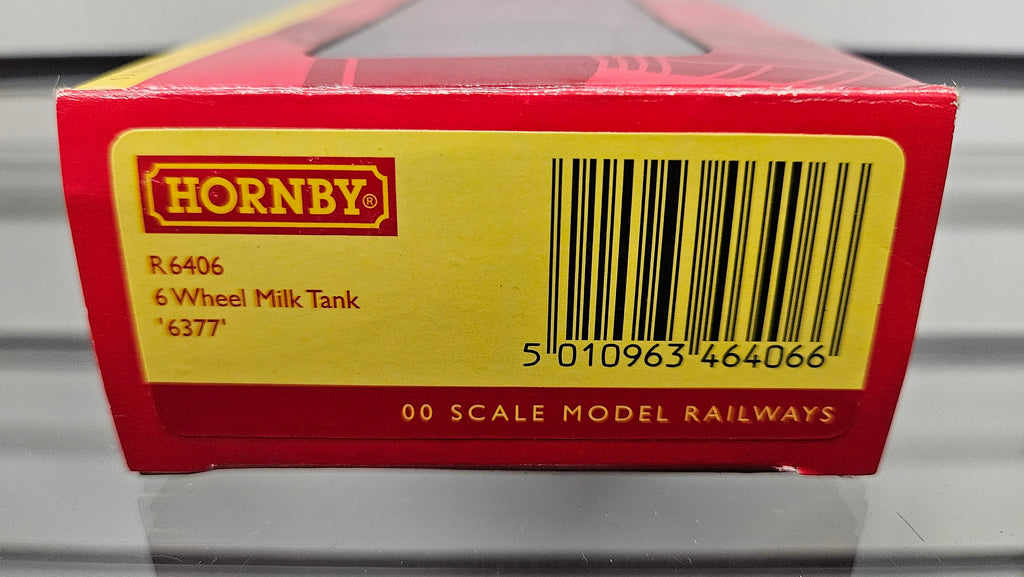 HORNBY®
R6406
6 Wheel Milk Tank
'6377'
5 010963 464066
00 SCALE MODEL RAILWAYS